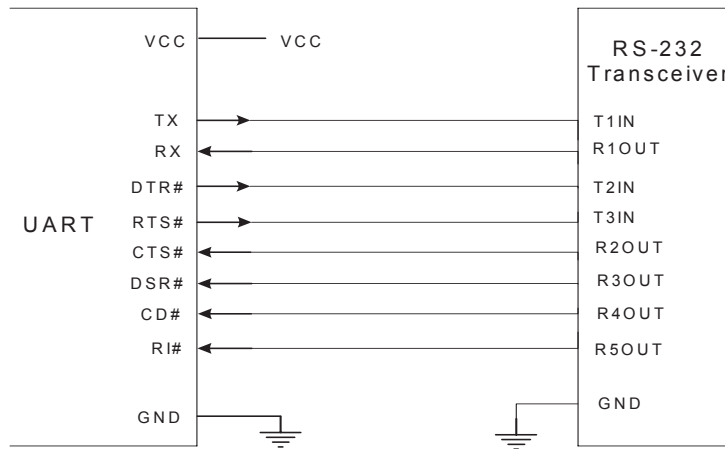 VCC VCC
RS-232
Transceiver
TX T1IN
RX R1OUT
DTR# T2IN
UART RTS# T3IN
CTS# R2OUT
DSR# R3OUT
CD# R4OUT
RI# R5OUT
GND GND